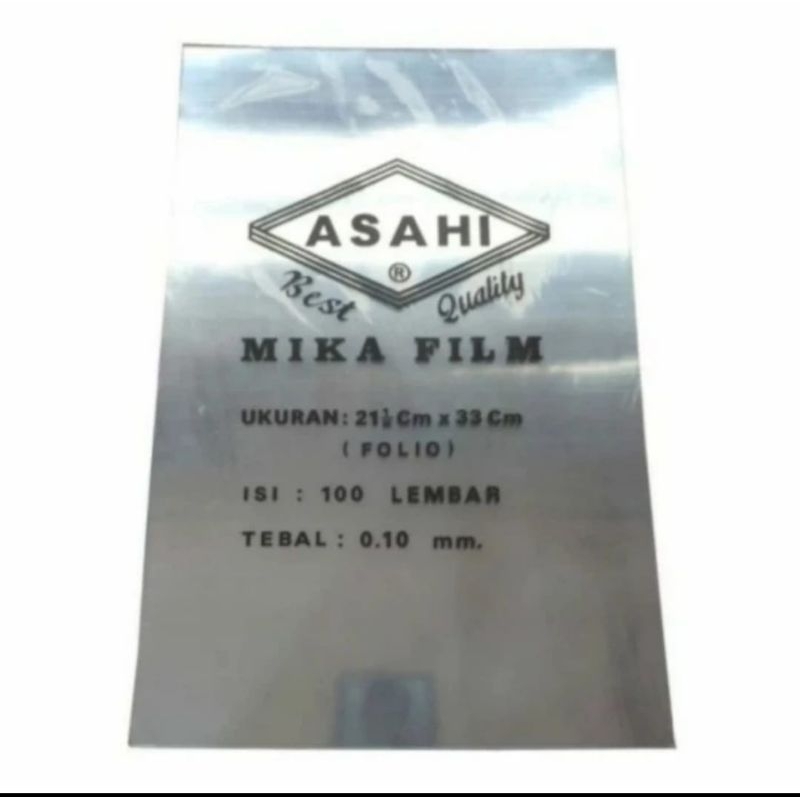 ASAHI
®
Best Quality
MIKA FILM
UKURAN: 21½ Cm x 33 Cm
( FOLIO )
ISI : 100 LEMBAR
TEBAL : 0.10 mm.